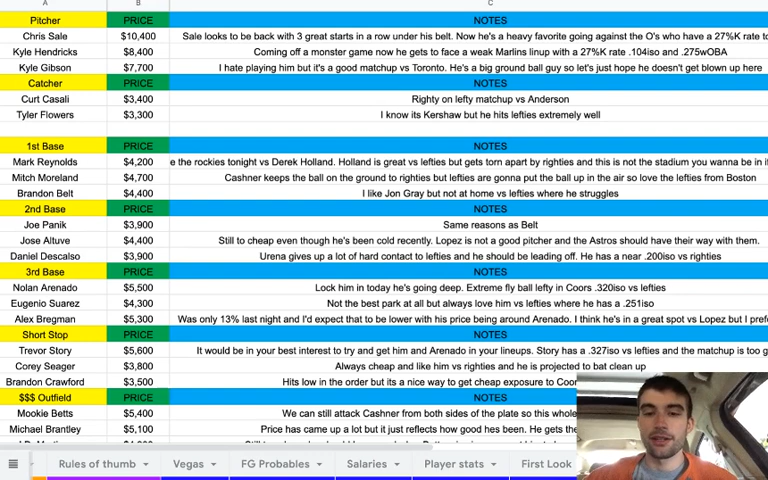 A B C
Pitcher PRICE NOTES
Chris Sale $10,400 Sale looks to be back with 3 great starts in a row under his belt. Now he's a heavy favorite going against the O's who have a 27%K rate to
Kyle Hendricks $8,400 Coming off a monster game now he gets to face a weak Marlins lineup with a 27%K rate .104iso and .275wOBA
Kyle Gibson $7,700 I hate playing him but it's a good matchup vs Toronto. He's a big ground ball guy so let's just hope he doesn't get blown up here
Catcher PRICE NOTES
Curt Casali $3,400 Righty on lefty matchup vs Anderson
Tyler Flowers $3,300 I know its Kershaw but he hits lefties extremely well
1st Base PRICE NOTES
Mark Reynolds $4,200 e the rockies tonight vs Derek Holland. Holland is great vs lefties but gets torn apart by righties and this is not the stadium you wanna be in if
Mitch Moreland $4,700 Cashner keeps the ball on the ground to righties but lefties are gonna put the ball up in the air so love the lefties from Boston
Brandon Belt $4,400 I like Jon Gray but not at home vs lefties where he struggles
2nd Base PRICE NOTES
Joe Panik $3,900 Same reasons as Belt
Jose Altuve $4,400 Still to cheap even though he's been cold recently. Lopez is not a good pitcher and the Astros should have their way with them.
Daniel Descalso $3,900 Urena gives up a lot of hard contact to lefties and he should be leading off. He has a near .200iso vs righties
3rd Base PRICE NOTES
Nolan Arenado $5,500 Lock him in today he's going deep. Extreme fly ball lefty in Coors .320iso vs lefties
Eugenio Suarez $4,300 Not the best park at all but always love him vs lefties where he has a .251iso
Alex Bregman $5,300 Was only 13% last night and I'd expect that to be lower with his price being around Arenado. I think he's in a great spot vs Lopez but I pref
Short Stop PRICE NOTES
Trevor Story $5,600 It would be in your best interest to try and get him and Arenado in your lineups. Story has a .327iso vs lefties and the matchup is too g
Corey Seager $3,800 Always cheap and like him vs righties and he is projected to bat clean up
Brandon Crawford $3,500 Hits low in the order but its a nice way to get cheap exposure to Coor
$$$ Outfield PRICE NOTES
Mookie Betts $5,400 We can still attack Cashner from both sides of the plate so this whole
Michael Brantley $5,100 Price has came up a lot but it just reflects how good hes been. He gets the
Rules of thumb Vegas FG Probables Salaries Player stats First Look